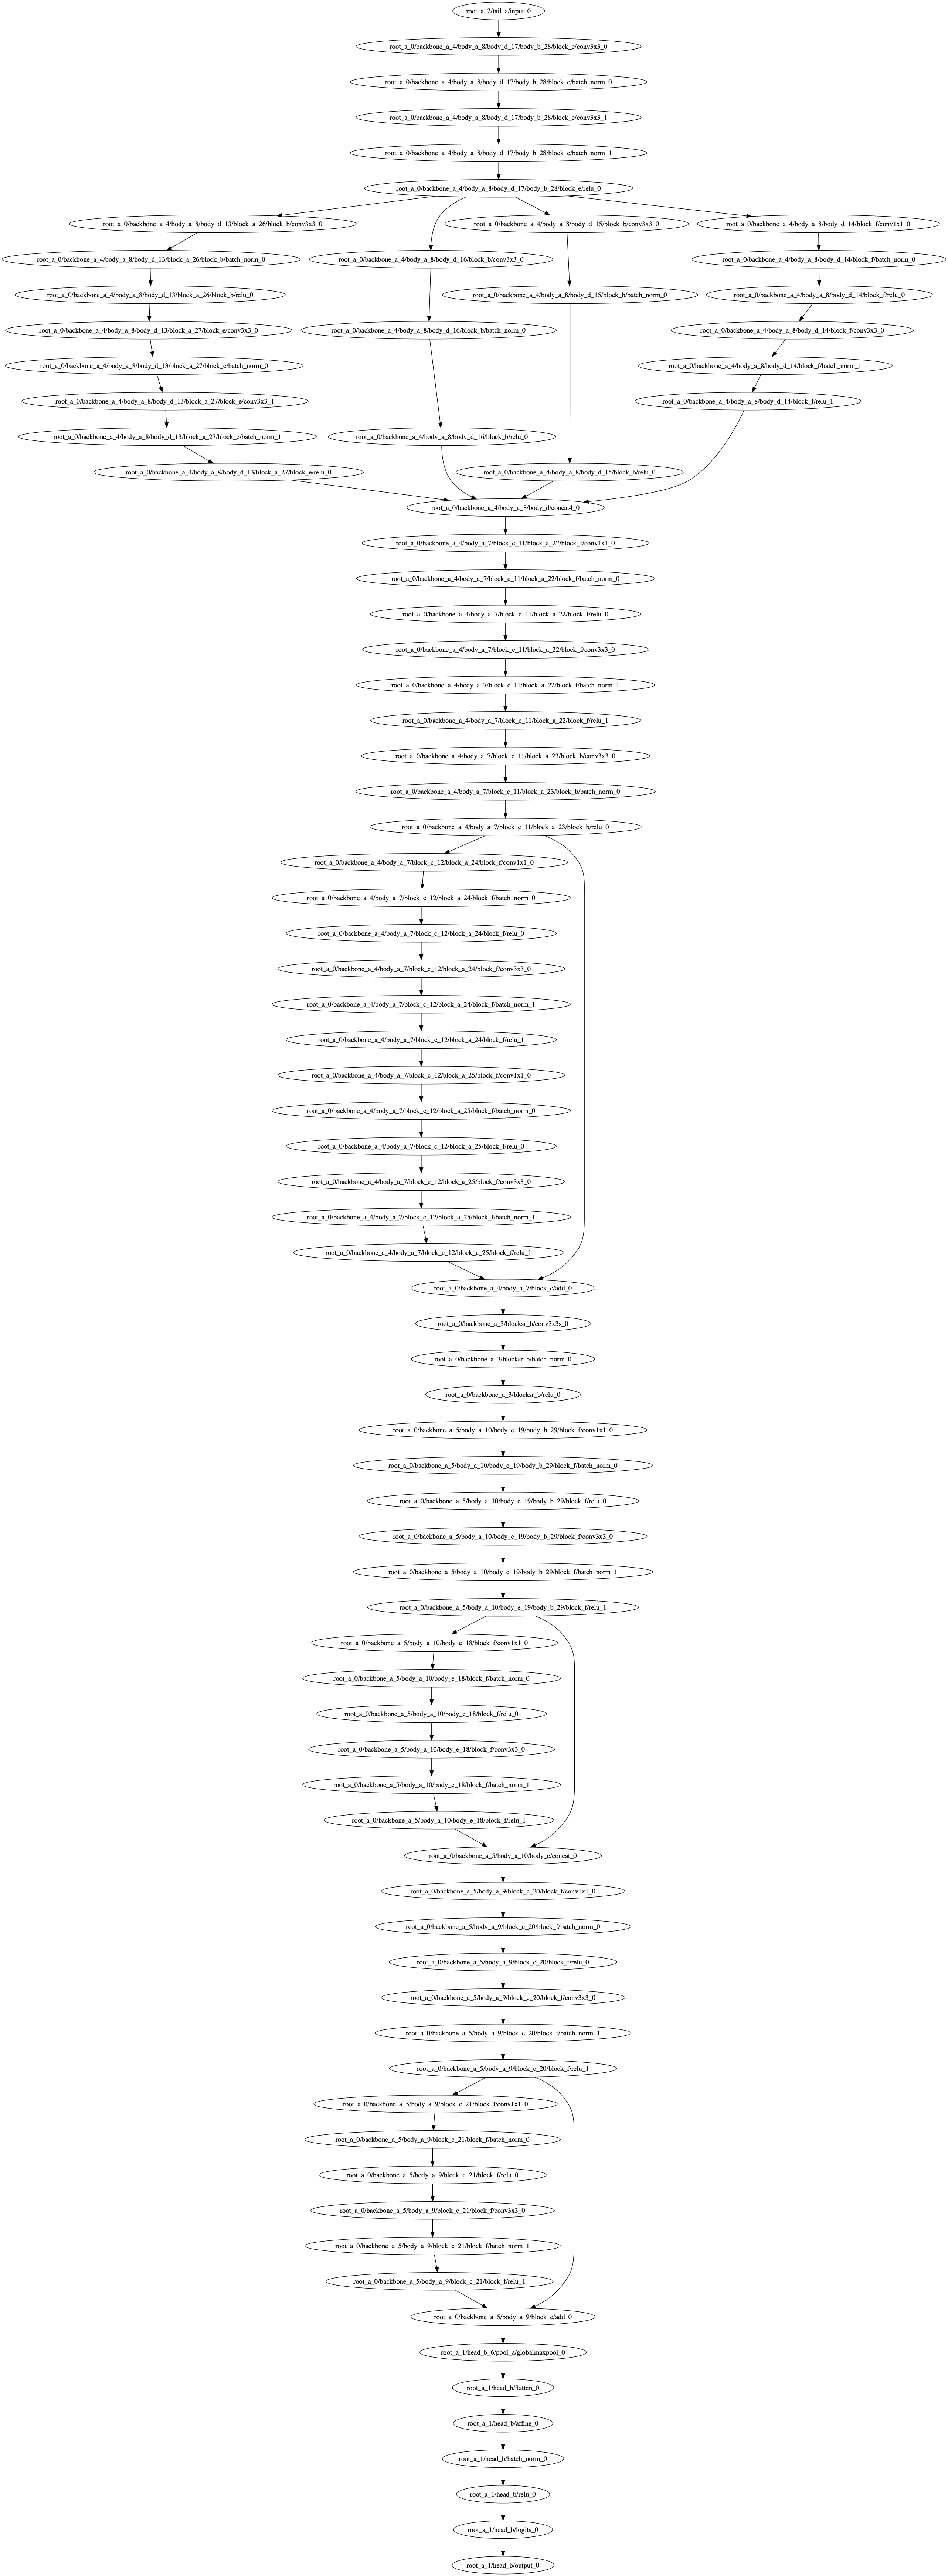 root_a_2/tail_a/input_0
root_a_0/backbone_a_4/body_a_8/body_d_17/body_b_28/block_e/conv3x3_0
root_a_0/backbone_a_4/body_a_8/body_d_17/body_b_28/block_e/batch_norm_0
root_a_0/backbone_a_4/body_a_8/body_d_17/body_b_28/block_e/conv3x3_1
root_a_0/backbone_a_4/body_a_8/body_d_17/body_b_28/block_e/batch_norm_1
root_a_0/backbone_a_4/body_a_8/body_d_17/body_b_28/block_e/relu_0
root_a_0/backbone_a_4/body_a_8/body_d_13/block_a_26/block_b/conv3x3_0
root_a_0/backbone_a_4/body_a_8/body_d_15/block_b/conv3x3_0
root_a_0/backbone_a_4/body_a_8/body_d_14/block_f/conv1x1_0
root_a_0/backbone_a_4/body_a_8/body_d_13/block_a_26/block_b/batch_norm_0
root_a_0/backbone_a_4/body_a_8/body_d_16/block_b/conv3x3_0
root_a_0/backbone_a_4/body_a_8/body_d_14/block_f/batch_norm_0
root_a_0/backbone_a_4/body_a_8/body_d_13/block_a_26/block_b/relu_0
root_a_0/backbone_a_4/body_a_8/body_d_15/block_b/batch_norm_0
root_a_0/backbone_a_4/body_a_8/body_d_14/block_f/relu_0
root_a_0/backbone_a_4/body_a_8/body_d_13/block_a_27/block_e/conv3x3_0
root_a_0/backbone_a_4/body_a_8/body_d_16/block_b/batch_norm_0
root_a_0/backbone_a_4/body_a_8/body_d_14/block_f/conv3x3_0
root_a_0/backbone_a_4/body_a_8/body_d_13/block_a_27/block_e/batch_norm_0
root_a_0/backbone_a_4/body_a_8/body_d_14/block_f/batch_norm_1
root_a_0/backbone_a_4/body_a_8/body_d_13/block_a_27/block_e/conv3x3_1
root_a_0/backbone_a_4/body_a_8/body_d_14/block_f/relu_1
root_a_0/backbone_a_4/body_a_8/body_d_13/block_a_27/block_e/batch_norm_1
root_a_0/backbone_a_4/body_a_8/body_d_16/block_b/relu_0
root_a_0/backbone_a_4/body_a_8/body_d_13/block_a_27/block_e/relu_0
root_a_0/backbone_a_4/body_a_8/body_d_15/block_b/relu_0
root_a_0/backbone_a_4/body_a_8/body_d/concat4_0
root_a_0/backbone_a_4/body_a_7/block_c_11/block_a_22/block_f/conv1x1_0
root_a_0/backbone_a_4/body_a_7/block_c_11/block_a_22/block_f/batch_norm_0
root_a_0/backbone_a_4/body_a_7/block_c_11/block_a_22/block_f/relu_0
root_a_0/backbone_a_4/body_a_7/block_c_11/block_a_22/block_f/conv3x3_0
root_a_0/backbone_a_4/body_a_7/block_c_11/block_a_22/block_f/batch_norm_1
root_a_0/backbone_a_4/body_a_7/block_c_11/block_a_22/block_f/relu_1
root_a_0/backbone_a_4/body_a_7/block_c_11/block_a_23/block_b/conv3x3_0
root_a_0/backbone_a_4/body_a_7/block_c_11/block_a_23/block_b/batch_norm_0
root_a_0/backbone_a_4/body_a_7/block_c_11/block_a_23/block_b/relu_0
root_a_0/backbone_a_4/body_a_7/block_c_12/block_a_24/block_f/conv1x1_0
root_a_0/backbone_a_4/body_a_7/block_c_12/block_a_24/block_f/batch_norm_0
root_a_0/backbone_a_4/body_a_7/block_c_12/block_a_24/block_f/relu_0
root_a_0/backbone_a_4/body_a_7/block_c_12/block_a_24/block_f/conv3x3_0
root_a_0/backbone_a_4/body_a_7/block_c_12/block_a_24/block_f/batch_norm_1
root_a_0/backbone_a_4/body_a_7/block_c_12/block_a_24/block_f/relu_1
root_a_0/backbone_a_4/body_a_7/block_c_12/block_a_25/block_f/conv1x1_0
root_a_0/backbone_a_4/body_a_7/block_c_12/block_a_25/block_f/batch_norm_0
root_a_0/backbone_a_4/body_a_7/block_c_12/block_a_25/block_f/relu_0
root_a_0/backbone_a_4/body_a_7/block_c_12/block_a_25/block_f/conv3x3_0
root_a_0/backbone_a_4/body_a_7/block_c_12/block_a_25/block_f/batch_norm_1
root_a_0/backbone_a_4/body_a_7/block_c_12/block_a_25/block_f/relu_1
root_a_0/backbone_a_4/body_a_7/block_c/add_0
root_a_0/backbone_a_3/blocksr_b/conv3x3s_0
root_a_0/backbone_a_3/blocksr_b/batch_norm_0
root_a_0/backbone_a_3/blocksr_b/relu_0
root_a_0/backbone_a_5/body_a_10/body_e_19/body_b_29/block_f/conv1x1_0
root_a_0/backbone_a_5/body_a_10/body_e_19/body_b_29/block_f/batch_norm_0
root_a_0/backbone_a_5/body_a_10/body_e_19/body_b_29/block_f/relu_0
root_a_0/backbone_a_5/body_a_10/body_e_19/body_b_29/block_f/conv3x3_0
root_a_0/backbone_a_5/body_a_10/body_e_19/body_b_29/block_f/batch_norm_1
root_a_0/backbone_a_5/body_a_10/body_e_19/body_b_29/block_f/relu_1
root_a_0/backbone_a_5/body_a_10/body_e_18/block_f/conv1x1_0
root_a_0/backbone_a_5/body_a_10/body_e_18/block_f/batch_norm_0
root_a_0/backbone_a_5/body_a_10/body_e_18/block_f/relu_0
root_a_0/backbone_a_5/body_a_10/body_e_18/block_f/conv3x3_0
root_a_0/backbone_a_5/body_a_10/body_e_18/block_f/batch_norm_1
root_a_0/backbone_a_5/body_a_10/body_e_18/block_f/relu_1
root_a_0/backbone_a_5/body_a_10/body_e/concat_0
root_a_0/backbone_a_5/body_a_9/block_c_20/block_f/conv1x1_0
root_a_0/backbone_a_5/body_a_9/block_c_20/block_f/batch_norm_0
root_a_0/backbone_a_5/body_a_9/block_c_20/block_f/relu_0
root_a_0/backbone_a_5/body_a_9/block_c_20/block_f/conv3x3_0
root_a_0/backbone_a_5/body_a_9/block_c_20/block_f/batch_norm_1
root_a_0/backbone_a_5/body_a_9/block_c_20/block_f/relu_1
root_a_0/backbone_a_5/body_a_9/block_c_21/block_f/conv1x1_0
root_a_0/backbone_a_5/body_a_9/block_c_21/block_f/batch_norm_0
root_a_0/backbone_a_5/body_a_9/block_c_21/block_f/relu_0
root_a_0/backbone_a_5/body_a_9/block_c_21/block_f/conv3x3_0
root_a_0/backbone_a_5/body_a_9/block_c_21/block_f/batch_norm_1
root_a_0/backbone_a_5/body_a_9/block_c_21/block_f/relu_1
root_a_0/backbone_a_5/body_a_9/block_c/add_0
root_a_1/head_b_6/pool_a/globalmaxpool_0
root_a_1/head_b/flatten_0
root_a_1/head_b/affine_0
root_a_1/head_b/batch_norm_0
root_a_1/head_b/relu_0
root_a_1/head_b/logits_0
root_a_1/head_b/output_0